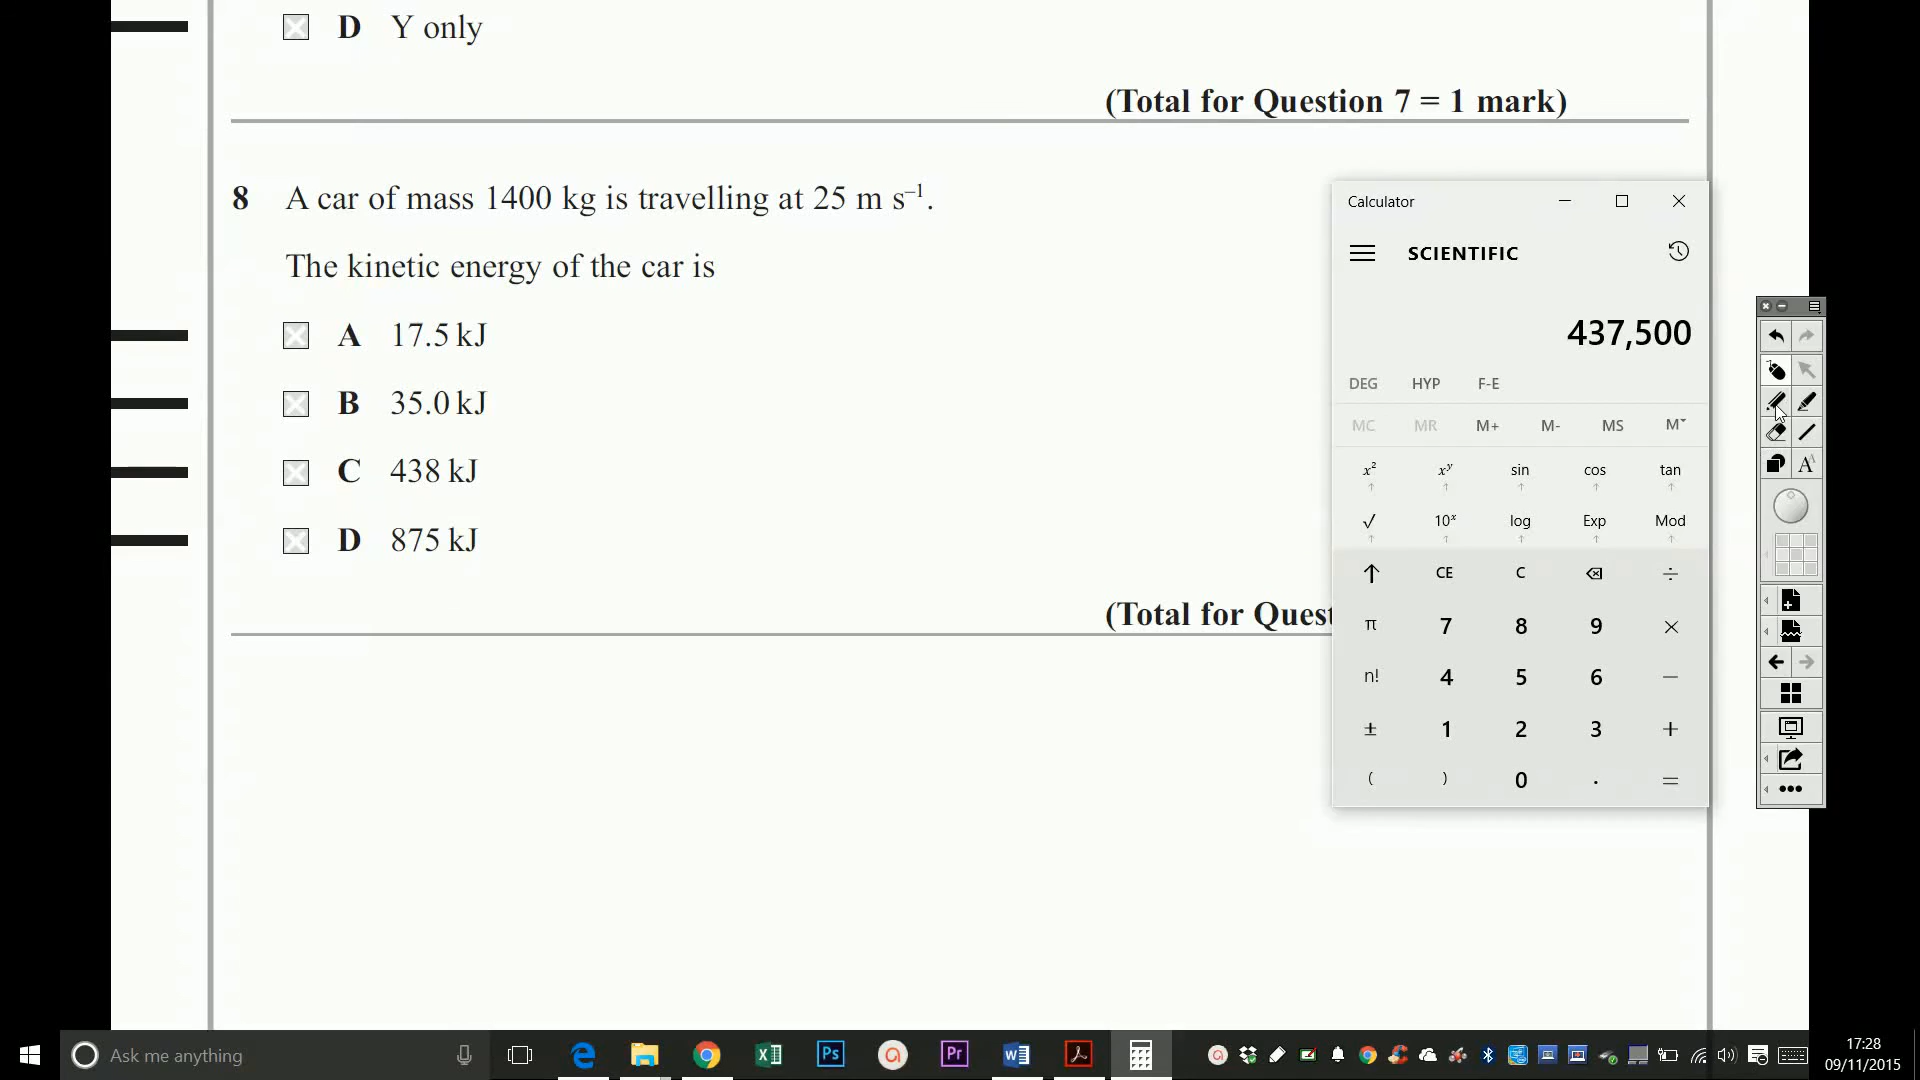 D Y only
(Total for Question 7 = 1 mark)
8 A car of mass 1400 kg is travelling at 25 m s⁻¹.
The kinetic energy of the car is
A 17.5 kJ
B 35.0 kJ
C 438 kJ
D 875 kJ
(Total for Quest
Calculator
SCIENTIFIC
437,500
DEG HYP F-E
MC MR M+ M- MS M˅
x² xʸ sin cos tan
√ 10ˣ log Exp Mod
↑ CE C ÷
π 7 8 9 ×
n! 4 5 6 −
± 1 2 3 +
( ) 0 . =
A
Ask me anything
e Ps a Pr
17:28
09/11/2015